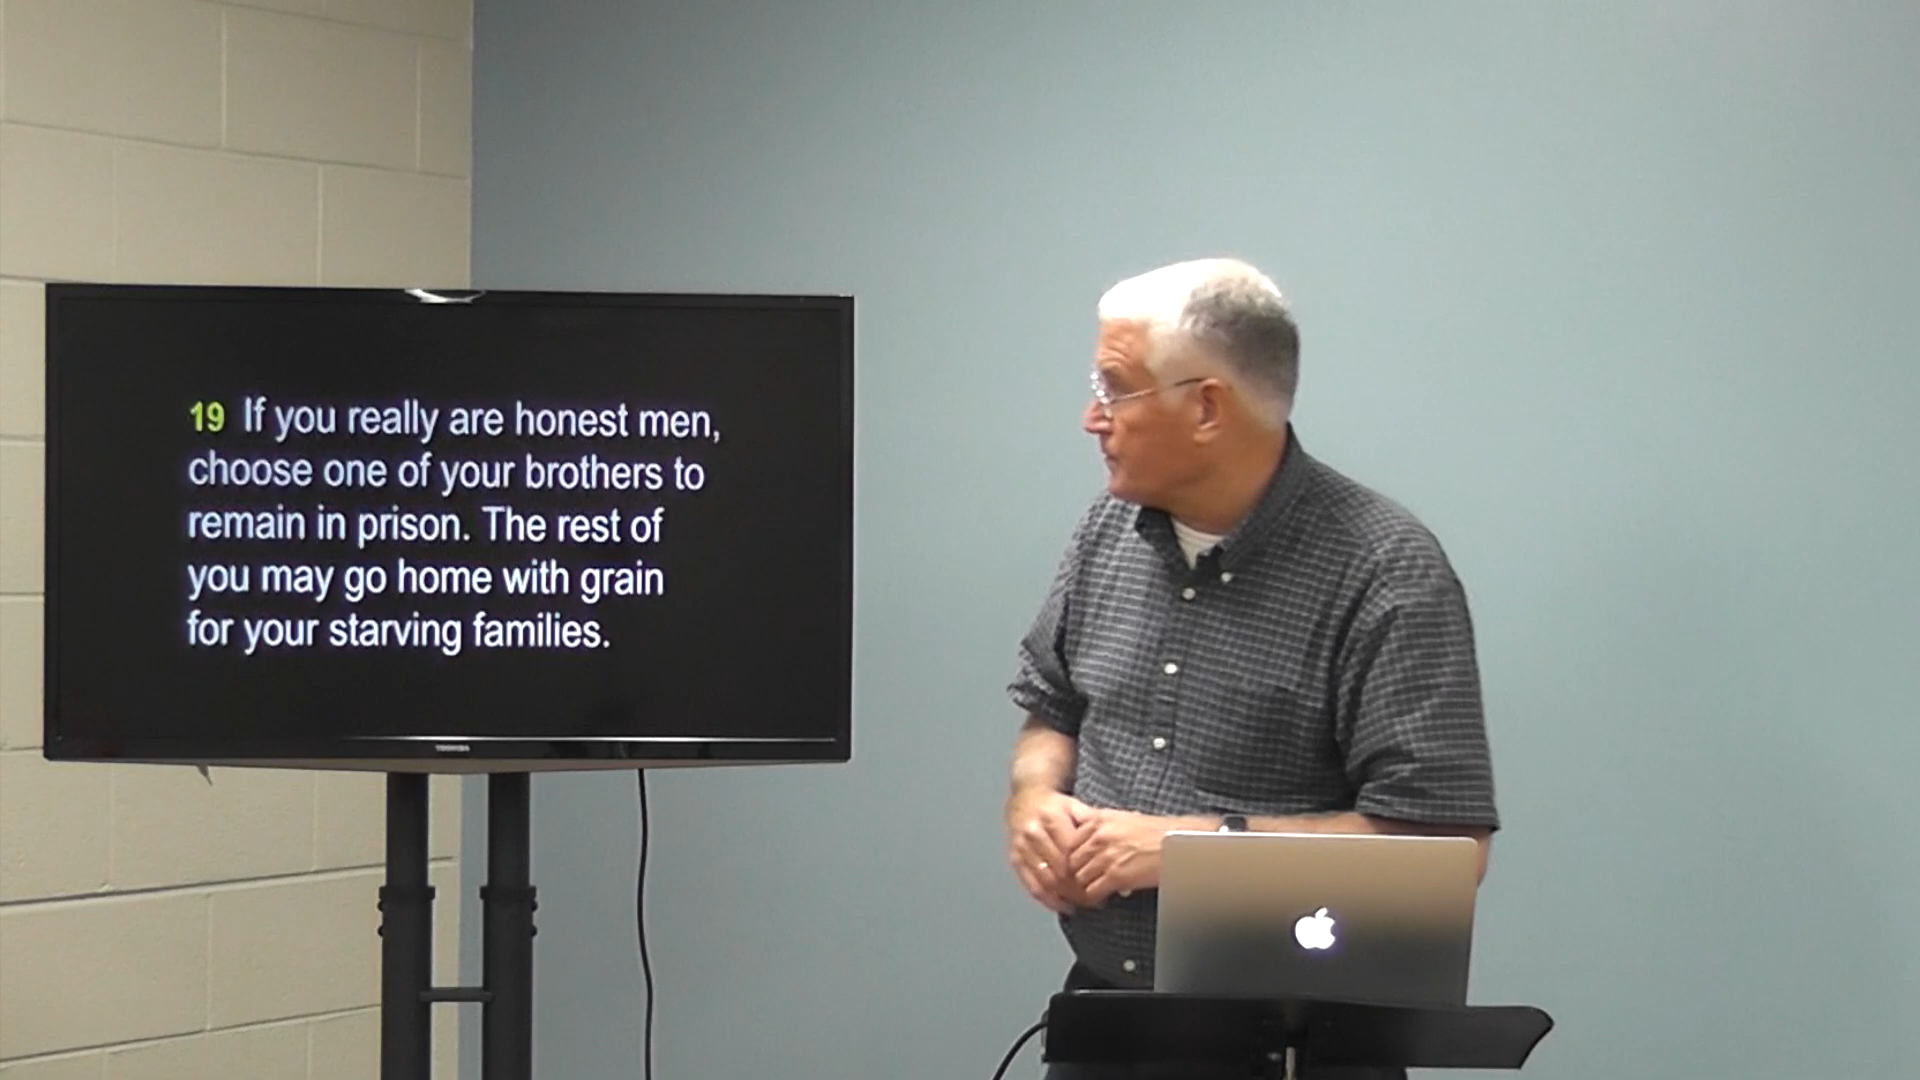 19 If you really are honest men,
choose one of your brothers to
remain in prison. The rest of
you may go home with grain
for your starving families.
TOSHIBA